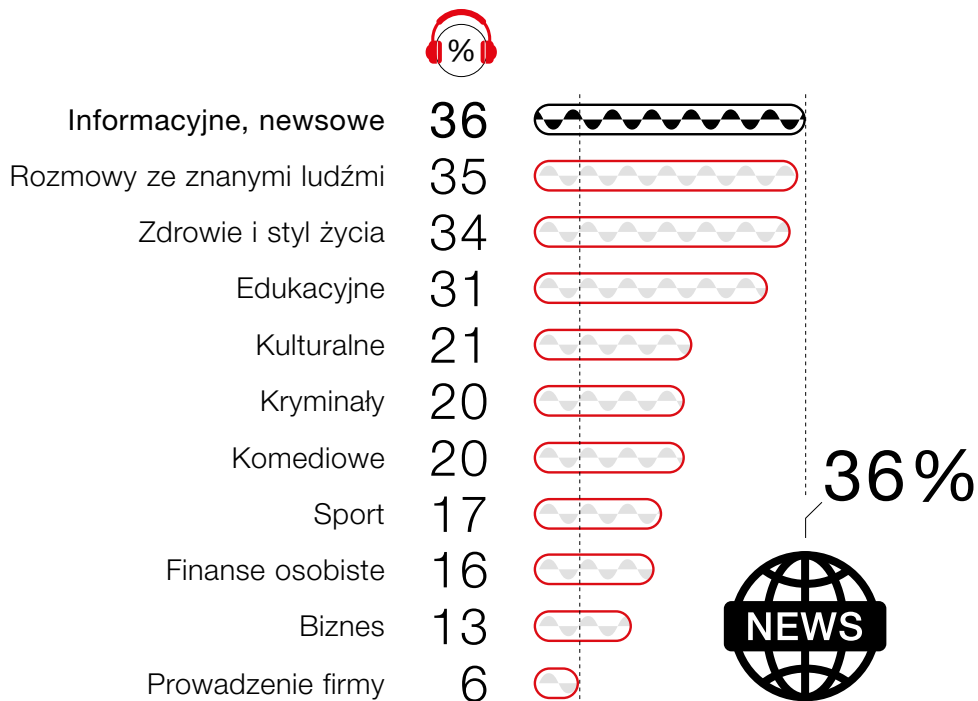 %
Informacyjne, newsowe 36
Rozmowy ze znanymi ludźmi 35
Zdrowie i styl życia 34
Edukacyjne 31
Kulturalne 21
Kryminały 20
Komediowe 20
36%
Sport 17
Finanse osobiste 16
Biznes 13
NEWS
Prowadzenie firmy 6